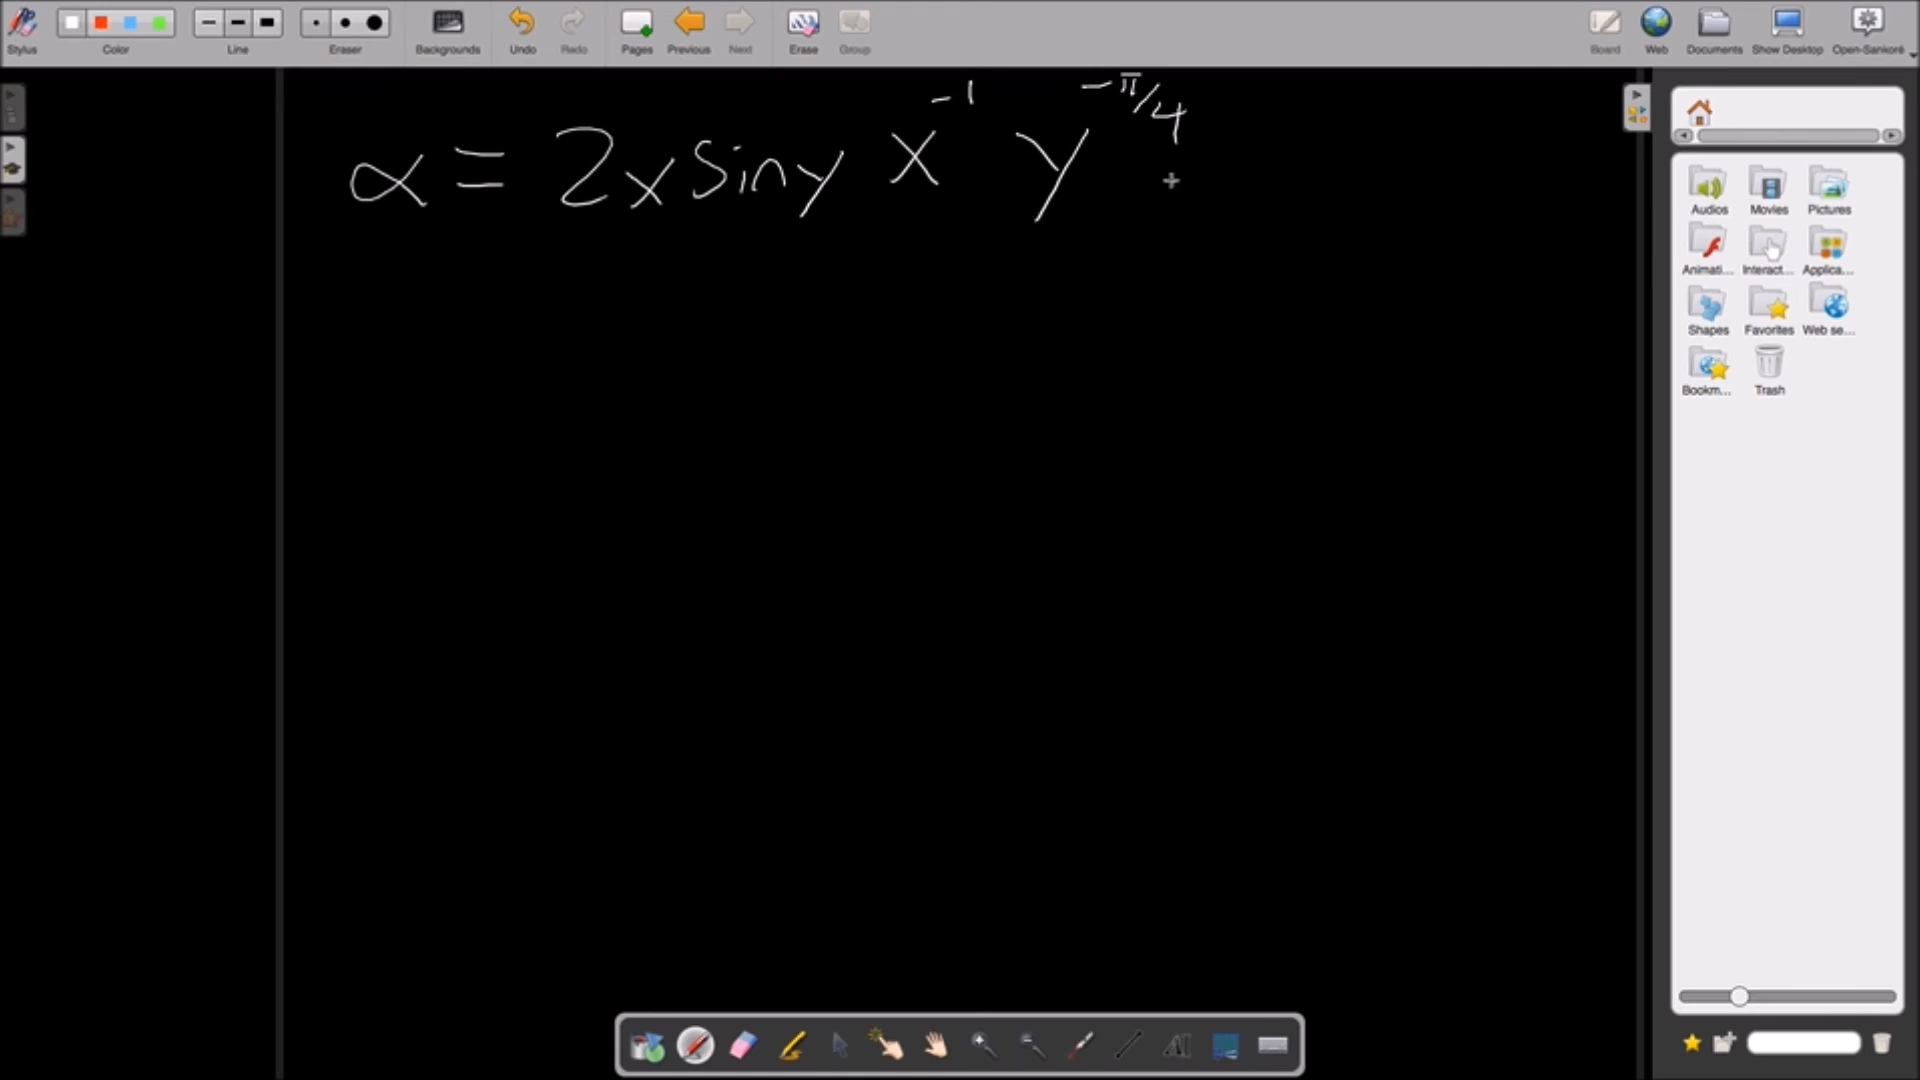 Stylus Color Line Eraser Backgrounds Undo Redo Pages Previous Next Erase Group Board Web Documents Show Desktop Open-Sankoré
α = 2x Siny x^-1 y^-π/4
Audios Movies Pictures
Animati... Interact... Applica...
Shapes Favorites Web se...
Bookm... Trash